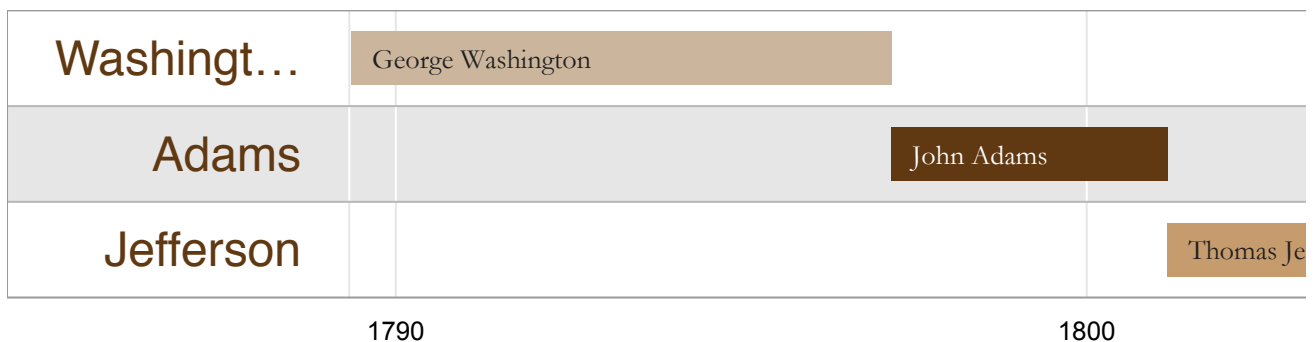 Washingt…
George Washington
Adams
John Adams
Jefferson
Thomas Je
1790
1800